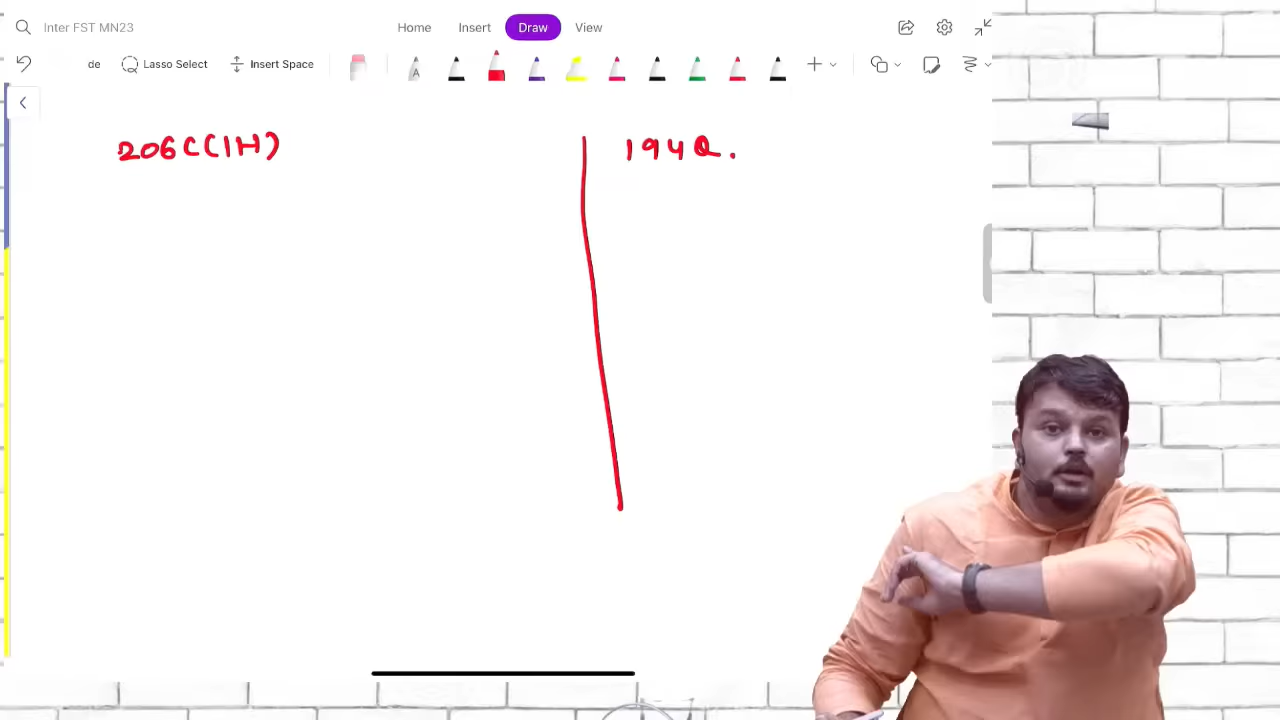 Inter FST MN23
Home Insert Draw View
de Lasso Select Insert Space A
206C(1H)
194Q.